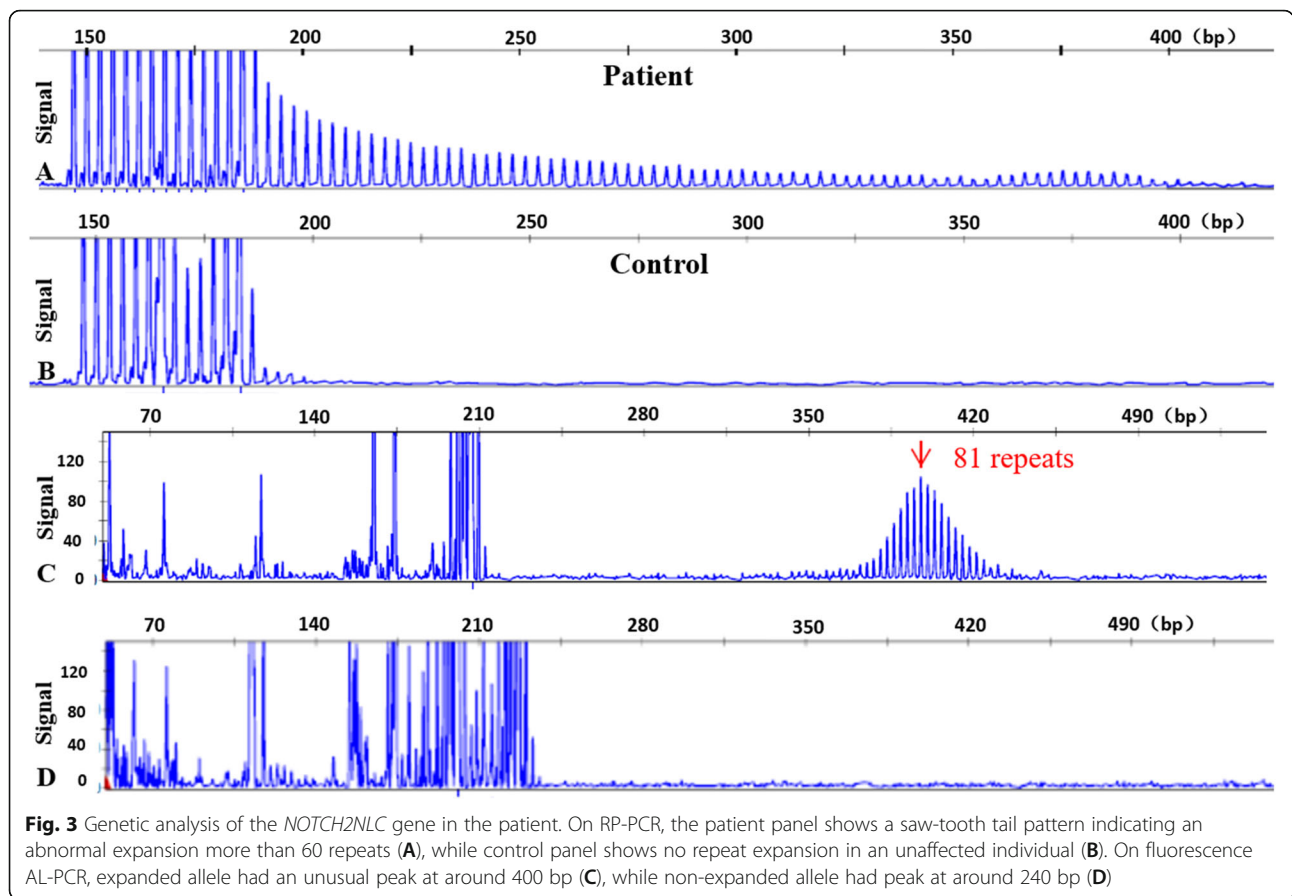 150 200 250 300 350 400 (bp)
Patient
Signal
A
150 200 250 300 350 400 (bp)
Control
Signal
B
70 140 210 280 350 420 490 (bp)
120
80
40
0
Signal
C
81 repeats
70 140 210 280 350 420 490 (bp)
120
80
40
0
Signal
D
Fig. 3 Genetic analysis of the NOTCH2NLC gene in the patient. On RP-PCR, the patient panel shows a saw-tooth tail pattern indicating an
abnormal expansion more than 60 repeats (A), while control panel shows no repeat expansion in an unaffected individual (B). On fluorescence
AL-PCR, expanded allele had an unusual peak at around 400 bp (C), while non-expanded allele had peak at around 240 bp (D)